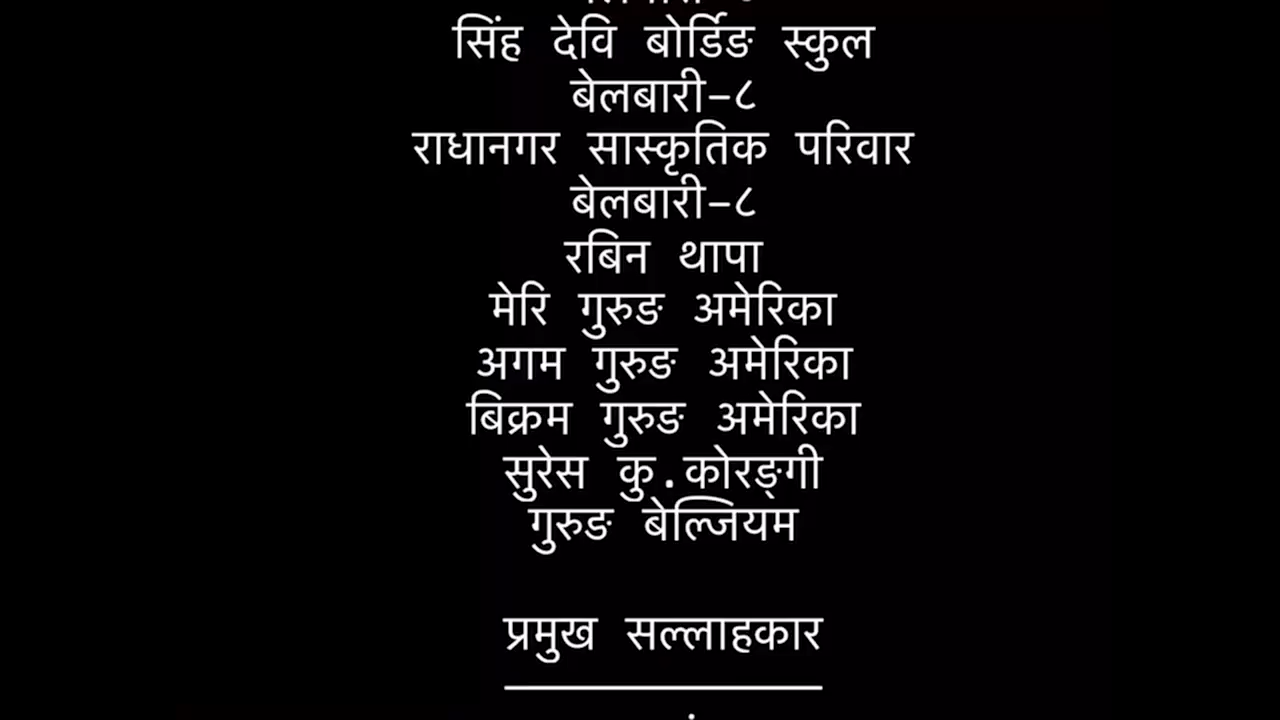 सिंह देवि बोर्डिङ स्कुल
बेलबारी–८
राधानगर सास्कृतिक परिवार
बेलबारी–८
रबिन थापा
मेरि गुरुङ अमेरिका
अगम गुरुङ अमेरिका
बिक्रम गुरुङ अमेरिका
सुरेस कु.कोरङ्गी
गुरुङ बेल्जियम
प्रमुख सल्लाहकार